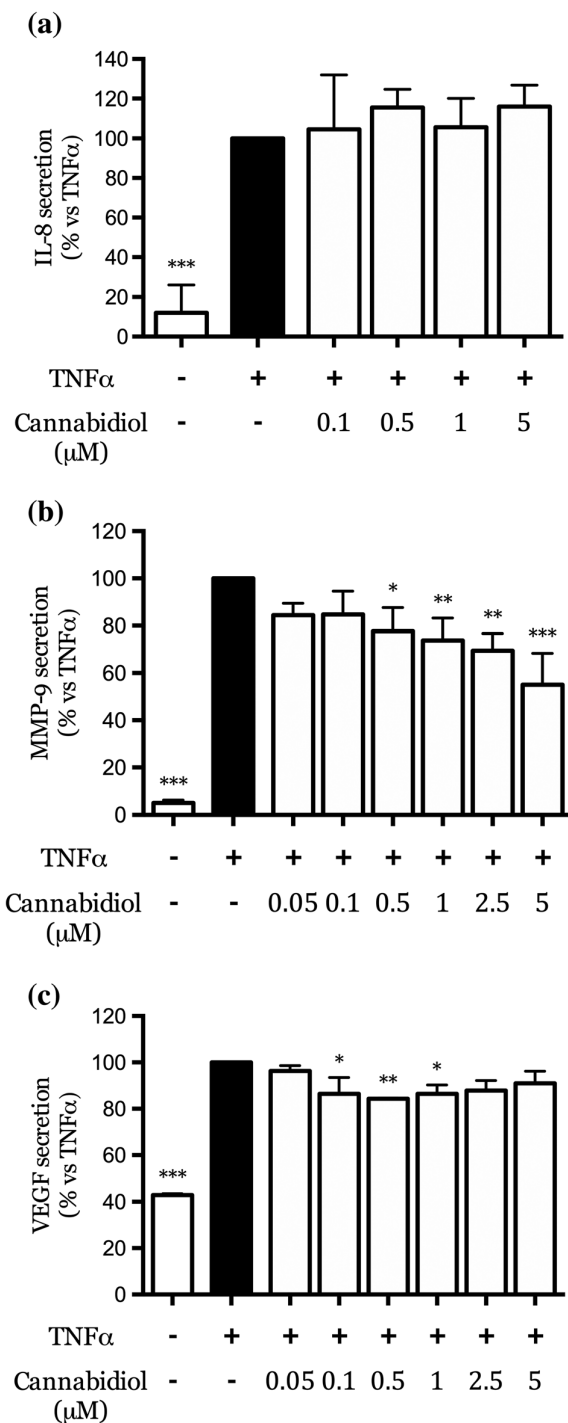 (a)
IL-8 secretion
(% vs TNFα)
140
120
100
80
60
40
20
0
***
TNFα - + + + + +
Cannabidiol - - 0.1 0.5 1 5
(μM)
(b)
MMP-9 secretion
(% vs TNFα)
120
100
80
60
40
20
0
*** * ** ** ***
TNFα - + + + + + + +
Cannabidiol - - 0.05 0.1 0.5 1 2.5 5
(μM)
(c)
VEGF secretion
(% vs TNFα)
120
100
80
60
40
20
0
*** * ** *
TNFα - + + + + + + +
Cannabidiol - - 0.05 0.1 0.5 1 2.5 5
(μM)